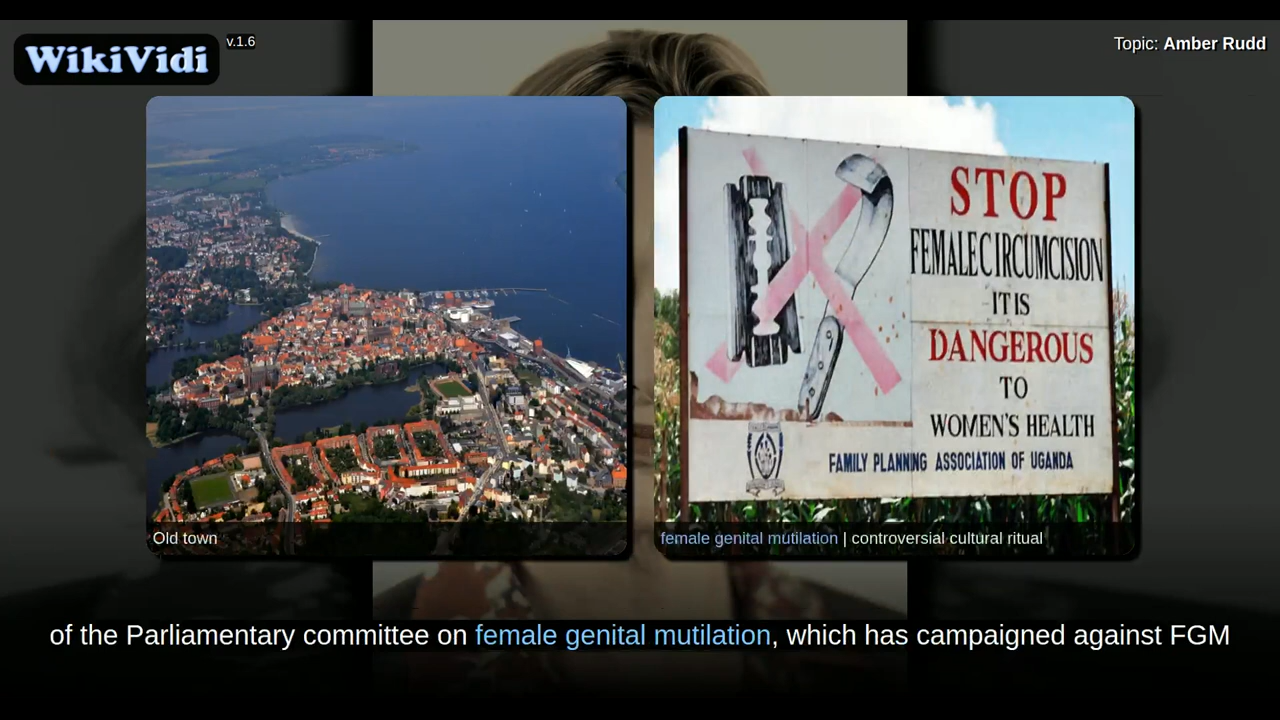 WikiVidi
v.1.6
Topic: Amber Rudd
STOP
FEMALE CIRCUMCISION
IT IS
DANGEROUS
TO
WOMEN'S HEALTH
FAMILY PLANNING ASSOCIATION OF UGANDA
Old town
female genital mutilation | controversial cultural ritual
of the Parliamentary committee on female genital mutilation, which has campaigned against FGM